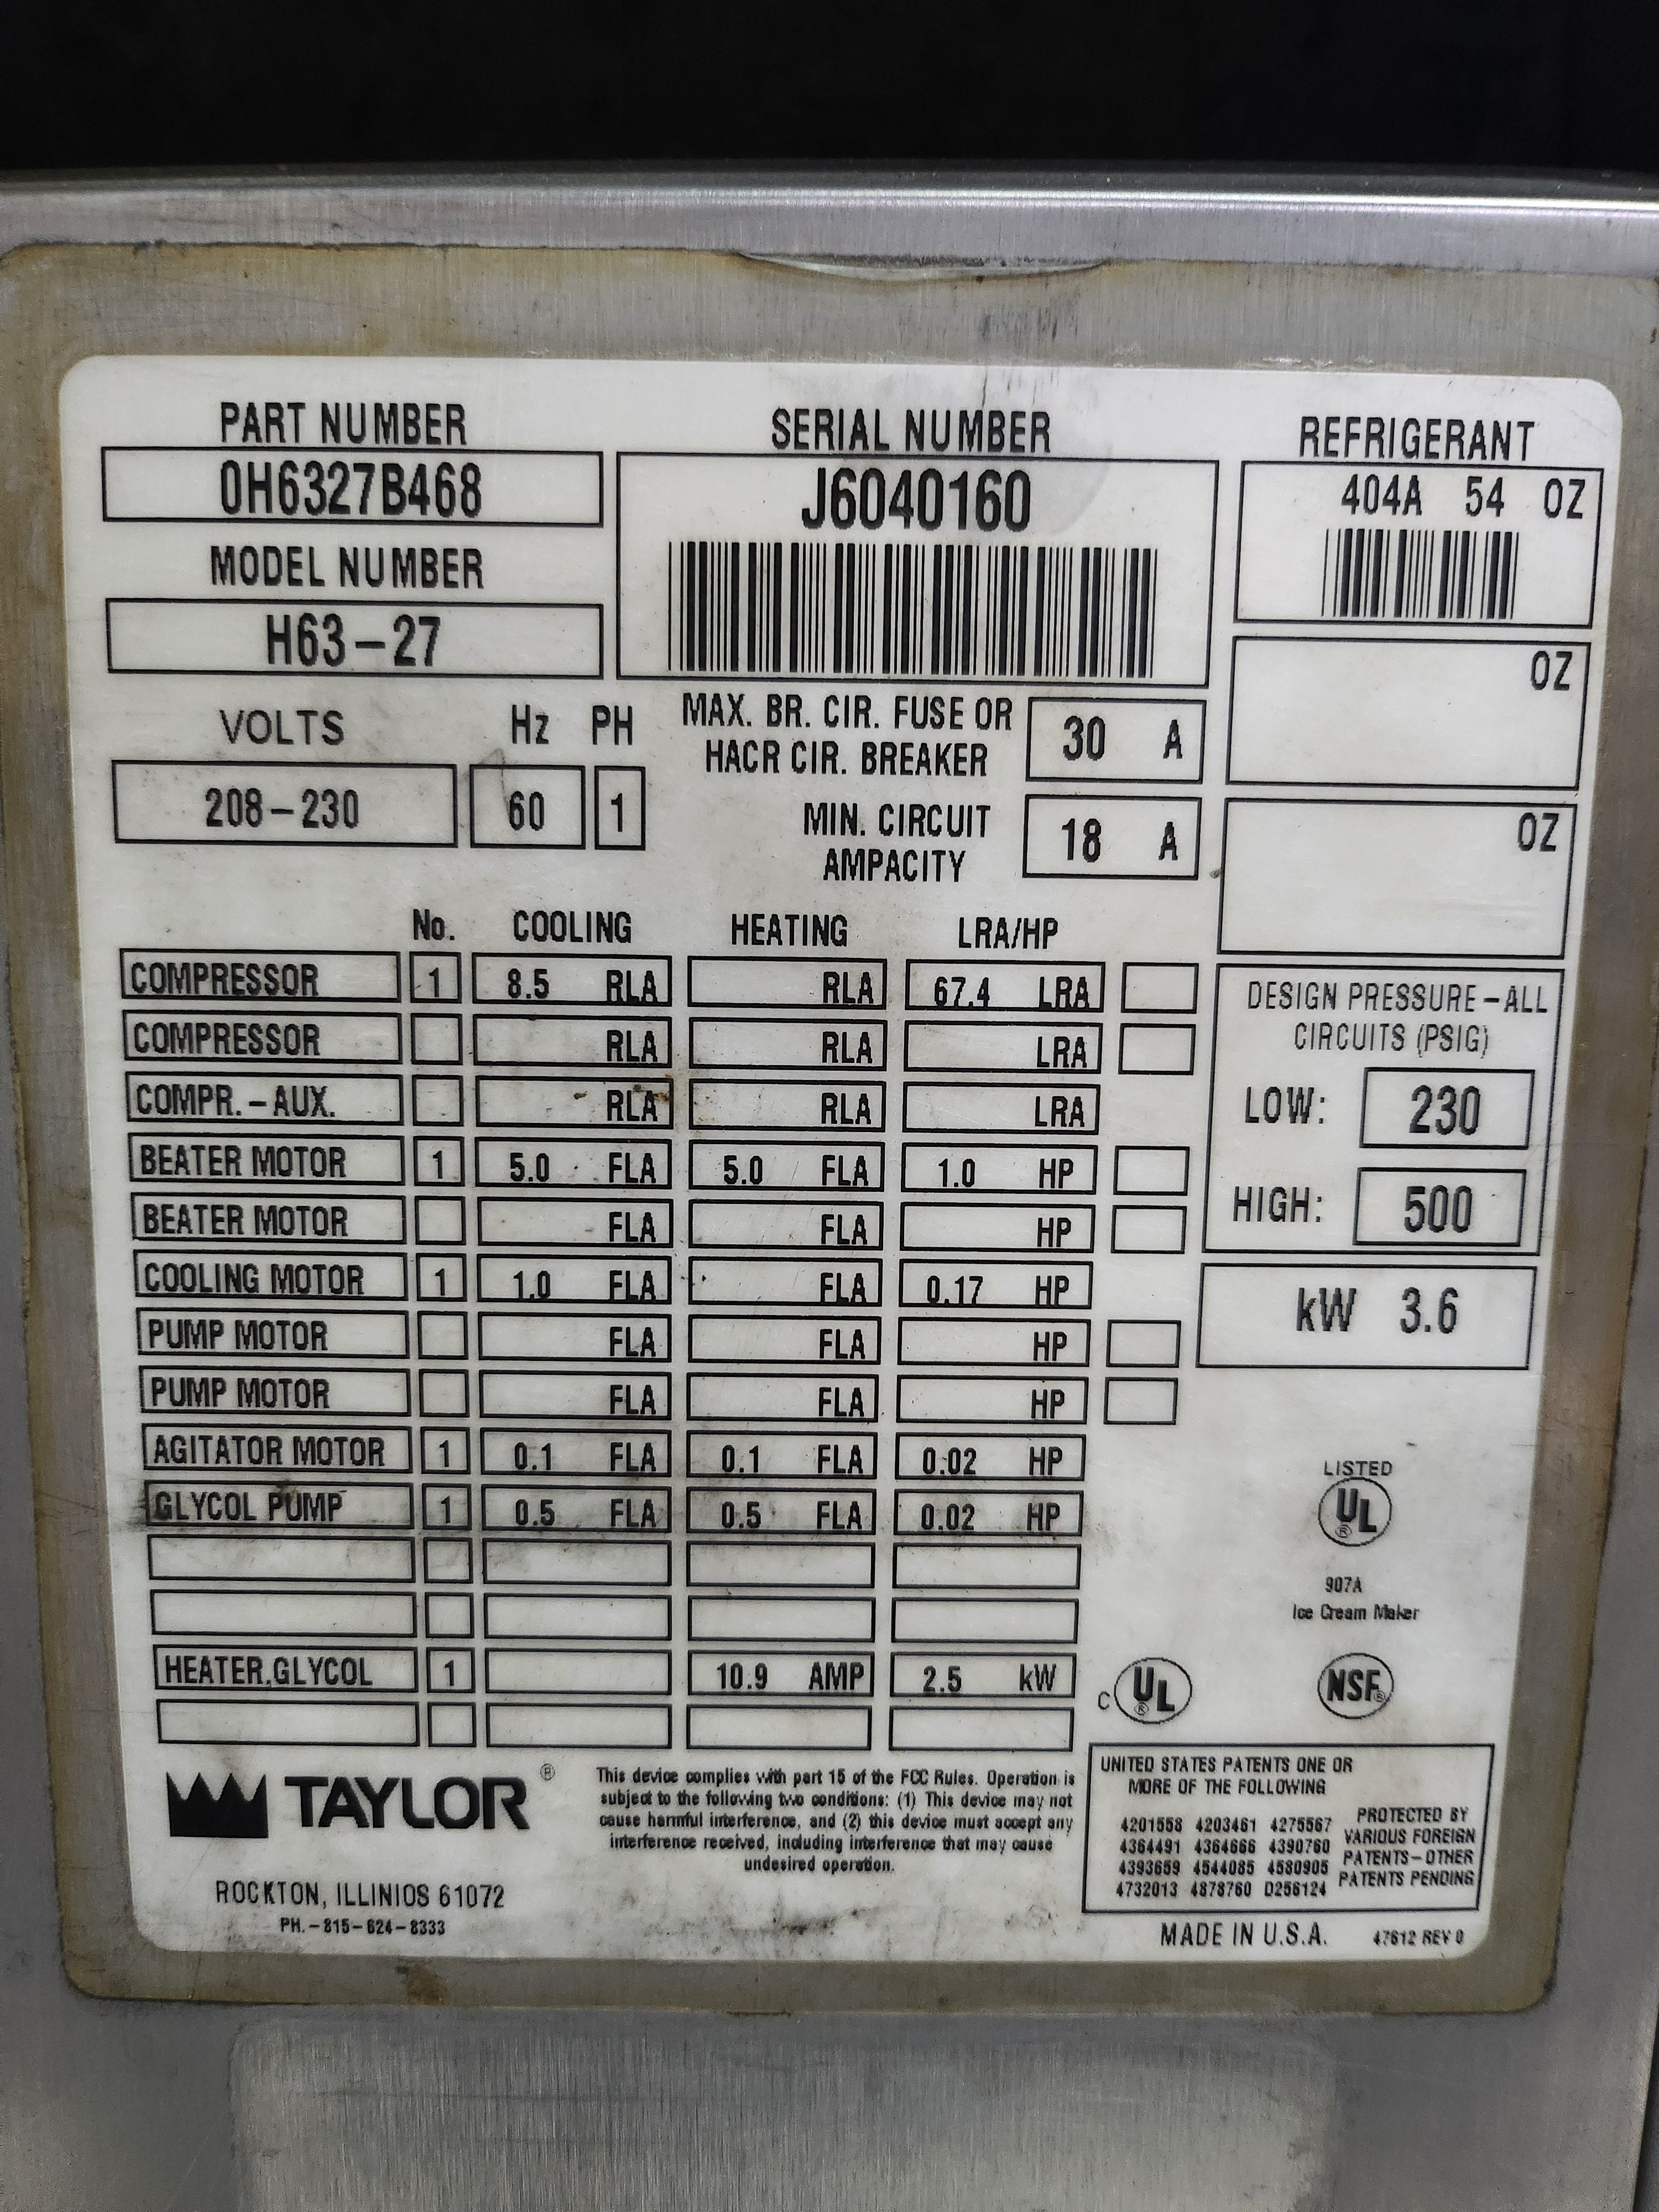 PART NUMBER
0H6327B468
MODEL NUMBER
H63-27
SERIAL NUMBER
J6040160
REFRIGERANT
404A 54 OZ
OZ
OZ
VOLTS Hz PH
208-230 60 1
MAX. BR. CIR. FUSE OR
HACR CIR. BREAKER
30 A
MIN. CIRCUIT
AMPACITY
18 A
No. COOLING HEATING LRA/HP
COMPRESSOR 1 8.5 RLA RLA 67.4 LRA
COMPRESSOR RLA RLA LRA
COMPR.-AUX. RLA RLA LRA
BEATER MOTOR 1 5.0 FLA 5.0 FLA 1.0 HP
BEATER MOTOR FLA FLA HP
COOLING MOTOR 1 1.0 FLA FLA 0.17 HP
PUMP MOTOR FLA FLA HP
PUMP MOTOR FLA FLA HP
AGITATOR MOTOR 1 0.1 FLA 0.1 FLA 0.02 HP
GLYCOL PUMP 1 0.5 FLA 0.5 FLA 0.02 HP
HEATER,GLYCOL 1 10.9 AMP 2.5 kW
DESIGN PRESSURE-ALL
CIRCUITS (PSIG)
LOW: 230
HIGH: 500
kW 3.6
LISTED
UL ®
907A
Ice Cream Maker
C UL ®
NSF®
TAYLOR ®
ROCKTON, ILLINIOS 61072
PH.-815-624-8333
This device complies with part 15 of the FCC Rules. Operation is
subject to the following two conditions: (1) This device may not
cause harmful interference, and (2) this device must accept any
interference received, including interference that may cause
undesired operation.
UNITED STATES PATENTS ONE OR
MORE OF THE FOLLOWING
4201558 4203461 4275567
4364491 4364666 4390760
4393659 4544085 4580905
4732013 4878760 D256124
PROTECTED BY
VARIOUS FOREIGN
PATENTS-OTHER
PATENTS PENDING
MADE IN U.S.A. 47612 REV 0